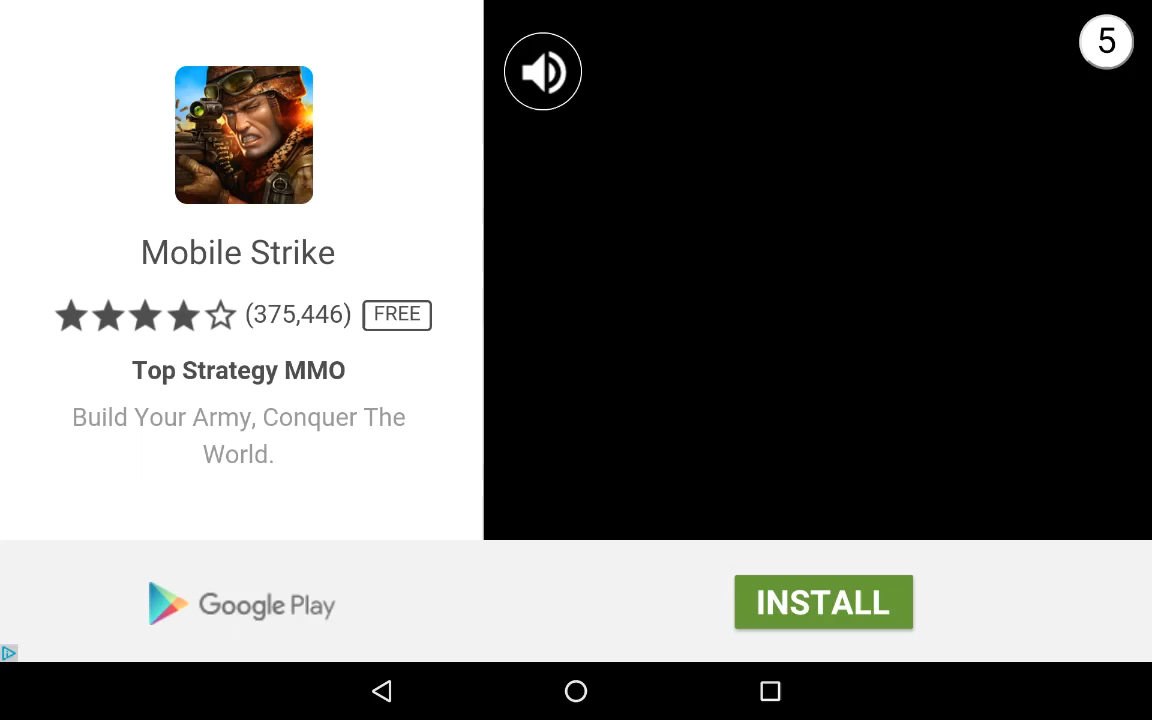 5
Mobile Strike
(375,446) FREE
Top Strategy MMO
Build Your Army, Conquer The
World.
Google Play
INSTALL